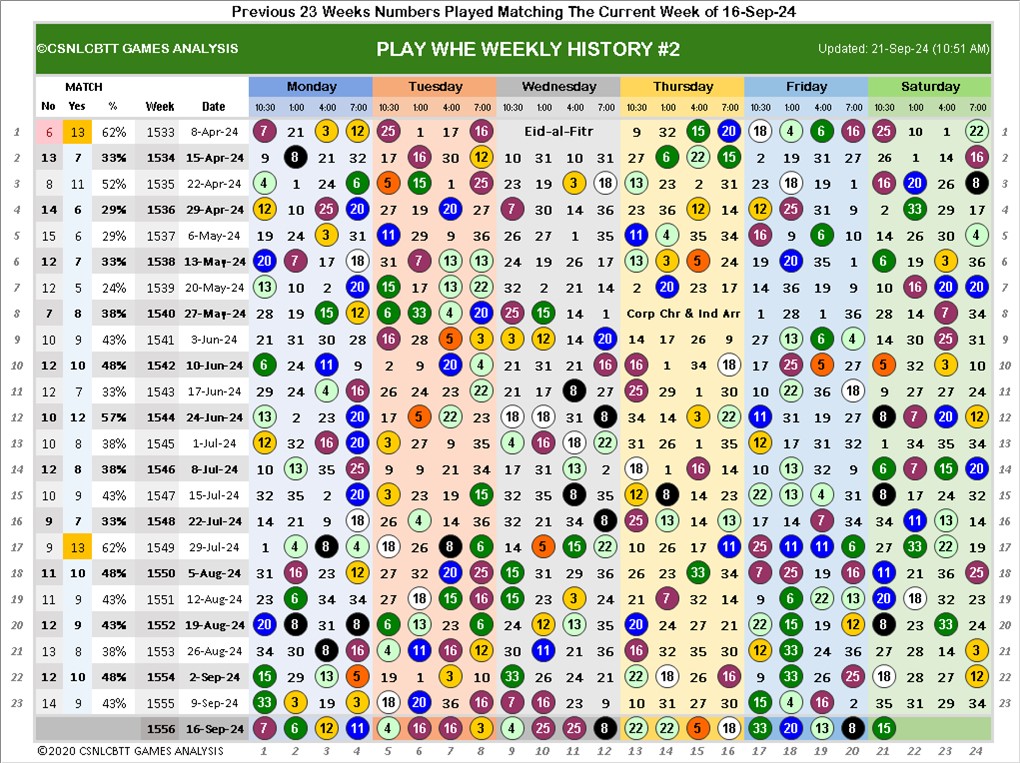 Previous 23 Weeks Numbers Played Matching The Current Week of 16-Sep-24
©CSNLCBTT GAMES ANALYSIS PLAY WHE WEEKLY HISTORY #2 Updated: 21-Sep-24 (10:51 AM)
MATCH Monday Tuesday Wednesday Thursday Friday Saturday
No Yes % Week Date 10:30 1:00 4:00 7:00 10:30 1:00 4:00 7:00 10:30 1:00 4:00 7:00 10:30 1:00 4:00 7:00 10:30 1:00 4:00 7:00 10:30 1:00 4:00 7:00
1 6 13 62% 1533 8-Apr-24 7 21 3 12 25 1 17 16 Eid-al-Fitr 9 32 15 20 18 4 6 16 25 10 1 22 1
2 13 7 33% 1534 15-Apr-24 9 8 21 32 17 16 30 12 10 31 10 31 27 6 22 15 2 19 31 27 26 1 14 16 2
3 8 11 52% 1535 22-Apr-24 4 1 24 6 5 15 1 25 23 19 3 18 13 23 2 31 23 18 19 1 16 20 26 8 3
4 14 6 29% 1536 29-Apr-24 12 10 25 20 27 19 20 27 7 30 14 36 23 36 12 14 12 25 31 9 2 33 29 17 4
5 15 6 29% 1537 6-May-24 19 24 3 31 11 29 9 36 26 27 1 35 11 4 35 34 16 9 6 10 14 26 30 4 5
6 12 7 33% 1538 13-May-24 20 7 17 18 31 7 13 13 24 19 26 17 13 3 5 24 19 20 35 1 6 19 3 36 6
7 12 5 24% 1539 20-May-24 13 10 2 20 15 17 13 22 32 2 21 14 2 20 23 17 14 36 19 9 10 16 20 20 7
8 7 8 38% 1540 27-May-24 28 19 15 12 6 33 4 20 25 15 14 1 Corp Chr & Ind Arr 1 28 1 36 28 14 7 34 8
9 10 9 43% 1541 3-Jun-24 21 31 30 28 16 28 5 3 3 12 14 20 14 17 26 9 27 13 6 4 14 30 25 31 9
10 12 10 48% 1542 10-Jun-24 6 24 11 9 2 9 20 4 21 31 21 16 16 1 34 18 18 25 5 27 5 32 3 10 10
11 12 7 33% 1543 17-Jun-24 29 24 4 16 26 24 23 22 21 17 8 11 25 29 1 30 10 22 36 18 9 27 27 24 11
12 10 12 57% 1544 24-Jun-24 13 2 23 20 17 5 22 23 18 18 31 8 34 14 3 22 11 31 19 27 8 7 20 12 12
13 10 8 38% 1545 1-Jul-24 12 32 16 20 3 27 9 35 4 16 18 22 31 26 1 35 12 17 31 32 1 34 35 34 13
14 12 8 38% 1546 8-Jul-24 10 13 35 25 9 9 21 34 17 31 13 2 18 1 16 14 10 13 32 9 6 7 15 20 14
15 10 9 43% 1547 15-Jul-24 32 35 2 20 3 23 19 15 32 35 8 35 12 8 14 23 22 13 4 31 8 17 24 32 15
16 9 7 33% 1548 22-Jul-24 14 21 9 18 26 4 14 36 32 21 34 8 25 13 14 13 17 14 7 34 34 11 13 14 16
17 9 13 62% 1549 29-Jul-24 1 4 8 4 18 26 8 6 14 5 15 22 10 26 17 11 25 11 11 6 27 33 22 19 17
18 11 10 48% 1550 5-Aug-24 31 16 23 12 27 32 20 25 15 31 29 36 26 23 33 34 7 25 19 16 11 21 36 25 18
19 11 9 43% 1551 12-Aug-24 23 6 34 34 26 18 15 16 15 23 3 24 21 7 32 14 9 6 22 13 20 18 32 23 19
20 12 9 43% 1552 19-Aug-24 20 8 31 8 6 13 23 6 24 12 13 35 20 24 27 21 22 15 19 12 8 23 33 24 20
21 13 8 38% 1553 26-Aug-24 34 30 8 16 4 11 16 12 30 11 21 36 16 32 35 30 12 33 24 36 27 28 14 3 21
22 12 10 48% 1554 2-Sep-24 15 29 13 5 19 1 3 10 33 26 24 21 22 18 26 16 9 33 26 25 18 28 27 12 22
23 14 9 43% 1555 9-Sep-24 33 3 19 3 18 20 36 16 7 16 23 23 10 31 27 30 15 4 16 2 35 31 29 34 23
1556 16-Sep-24 7 6 12 11 4 16 16 3 4 25 25 8 22 22 5 18 33 20 13 8 15
©2020 CSNLCBTT GAMES ANALYSIS 1 2 3 4 5 6 7 8 9 10 11 12 13 14 15 16 17 18 19 20 21 22 23 24